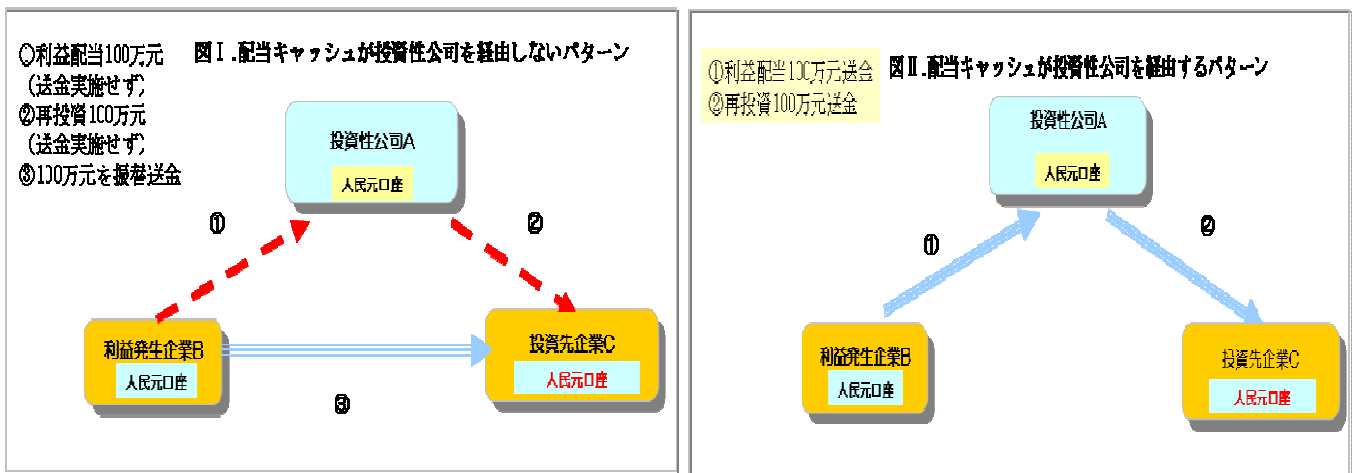 図Ⅰ.配当キャッシュが投資性公司を経由しないパターン
①利益配当100万元
（送金実施せず）
②再投資100万元
（送金実施せず）
③100万元を振替送金
投資性公司A
人民元口座
①
②
利益発生企業B
人民元口座
投資先企業C
人民元口座
③
図Ⅱ.配当キャッシュが投資性公司を経由するパターン
①利益配当100万元送金
②再投資100万元送金
投資性公司A
人民元口座
①
②
利益発生企業B
人民元口座
投資先企業C
人民元口座